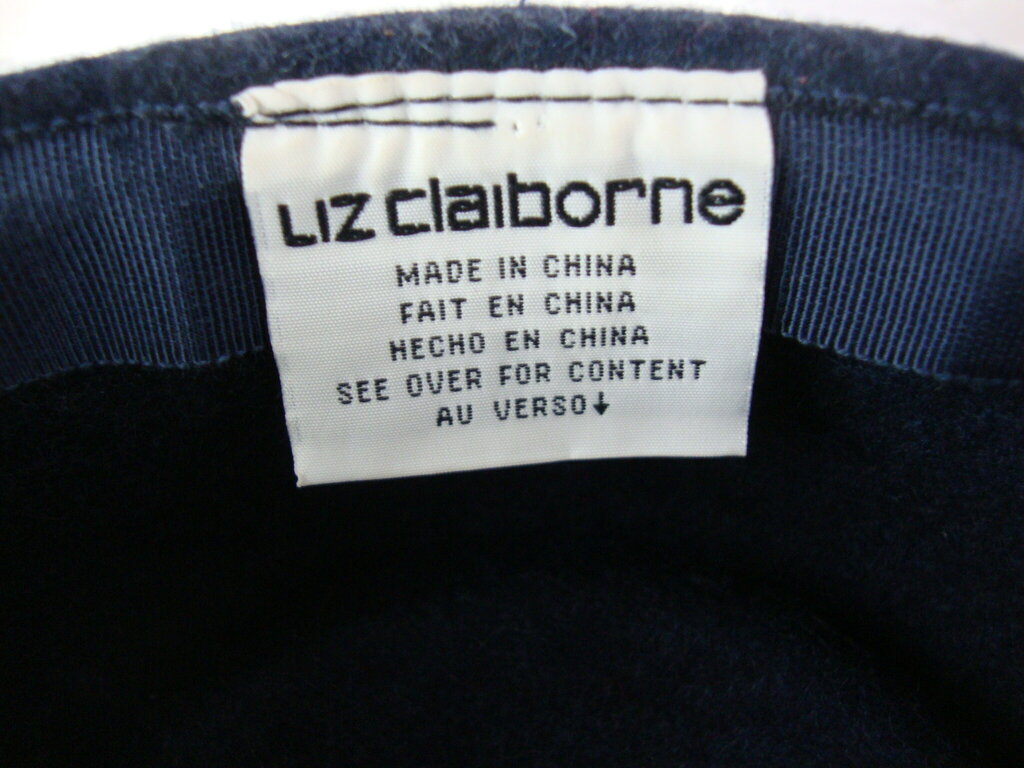 LIZ claiborne
MADE IN CHINA
FAIT EN CHINA
HECHO EN CHINA
SEE OVER FOR CONTENT
AU VERSO↓